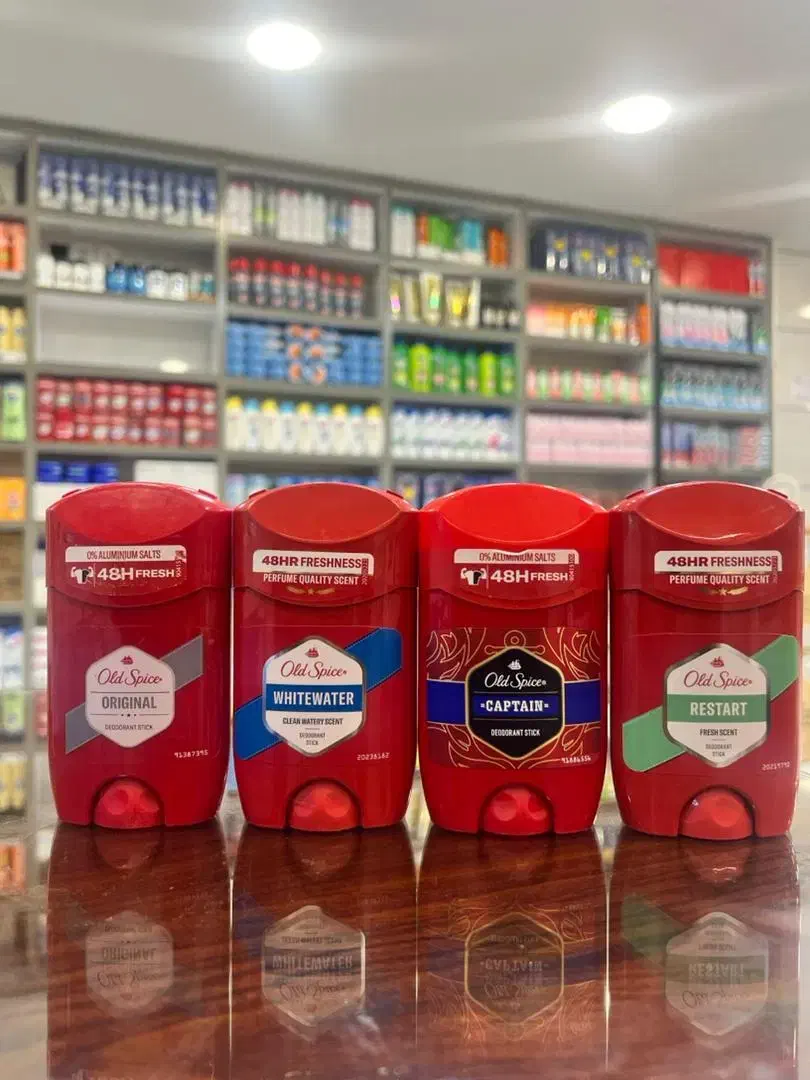 0% ALUMINIUM SALTS
48H FRESH
Old Spice
ORIGINAL
DEODORANT STICK
91387395
48HR FRESHNESS
PERFUME QUALITY SCENT
Old Spice
WHITEWATER
CLEAN WATERY SCENT
DEODORANT
STICK
20238162
0% ALUMINIUM SALTS
48H FRESH
Old Spice
-CAPTAIN-
DEODORANT STICK
48HR FRESHNESS
PERFUME QUALITY SCENT
Old Spice
RESTART
FRESH SCENT
DEODORANT
STICK